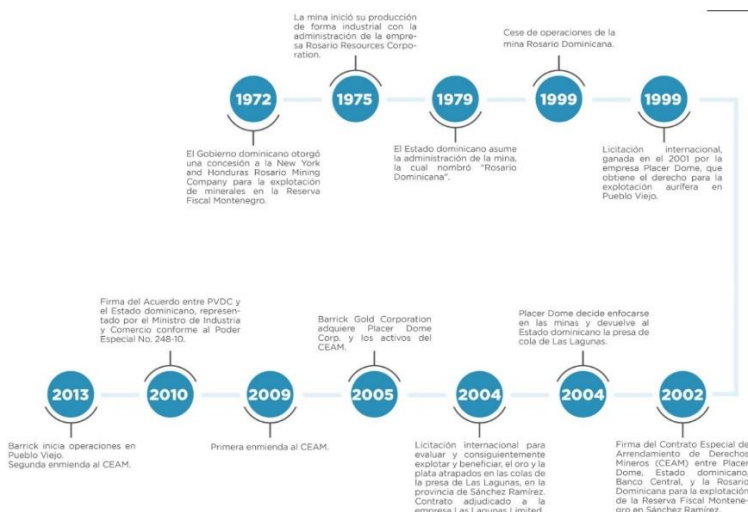 La mina inició su producción
de forma industrial con la
administración de la empre-
sa Rosario Resources Corpo-
ration.
Cese de operaciones de la
mina Rosario Dominicana.
1972
1975
1979
1999
1999
El Gobierno dominicano otorgó
una concesión a la New York
and Honduras Rosario Mining
Company para la explotación
de minerales en la Reserva
Fiscal Montenegro.
El Estado dominicano asume
la administración de la mina,
la cual nombró "Rosario
Dominicana".
Licitación internacional,
ganada en el 2001 por la
empresa Placer Dome, que
obtiene el derecho para la
explotación aurífera en
Pueblo Viejo.
Firma del Acuerdo entre PVDC y
el Estado dominicano, represen-
tado por el Ministro de Industria
y Comercio conforme al Poder
Especial No. 248-10.
Barrick Gold Corporation
adquiere Placer Dome
Corp. y los activos del
CEAM.
Placer Dome decide enfocarse
en las minas y devuelve al
Estado dominicano la presa de
cola de Las Lagunas.
2013
2010
2009
2005
2004
2004
2002
Barrick inicia operaciones en
Pueblo Viejo.
Segunda enmienda al CEAM.
Primera enmienda al CEAM.
Licitación internacional para
evaluar y consiguientemente
explotar y beneficiar, el oro y la
plata atrapados en las colas de
la presa de Las Lagunas, en la
provincia de Sánchez Ramírez.
Contrato adjudicado a la
empresa Las Lagunas Limited.
Firma del Contrato Especial de
Arrendamiento de Derechos
Mineros (CEAM) entre Placer
Dome, Estado dominicano,
Banco Central, y la Rosario
Dominicana para la explotación
de la Reserva Fiscal Montene-
gro en Sánchez Ramírez.